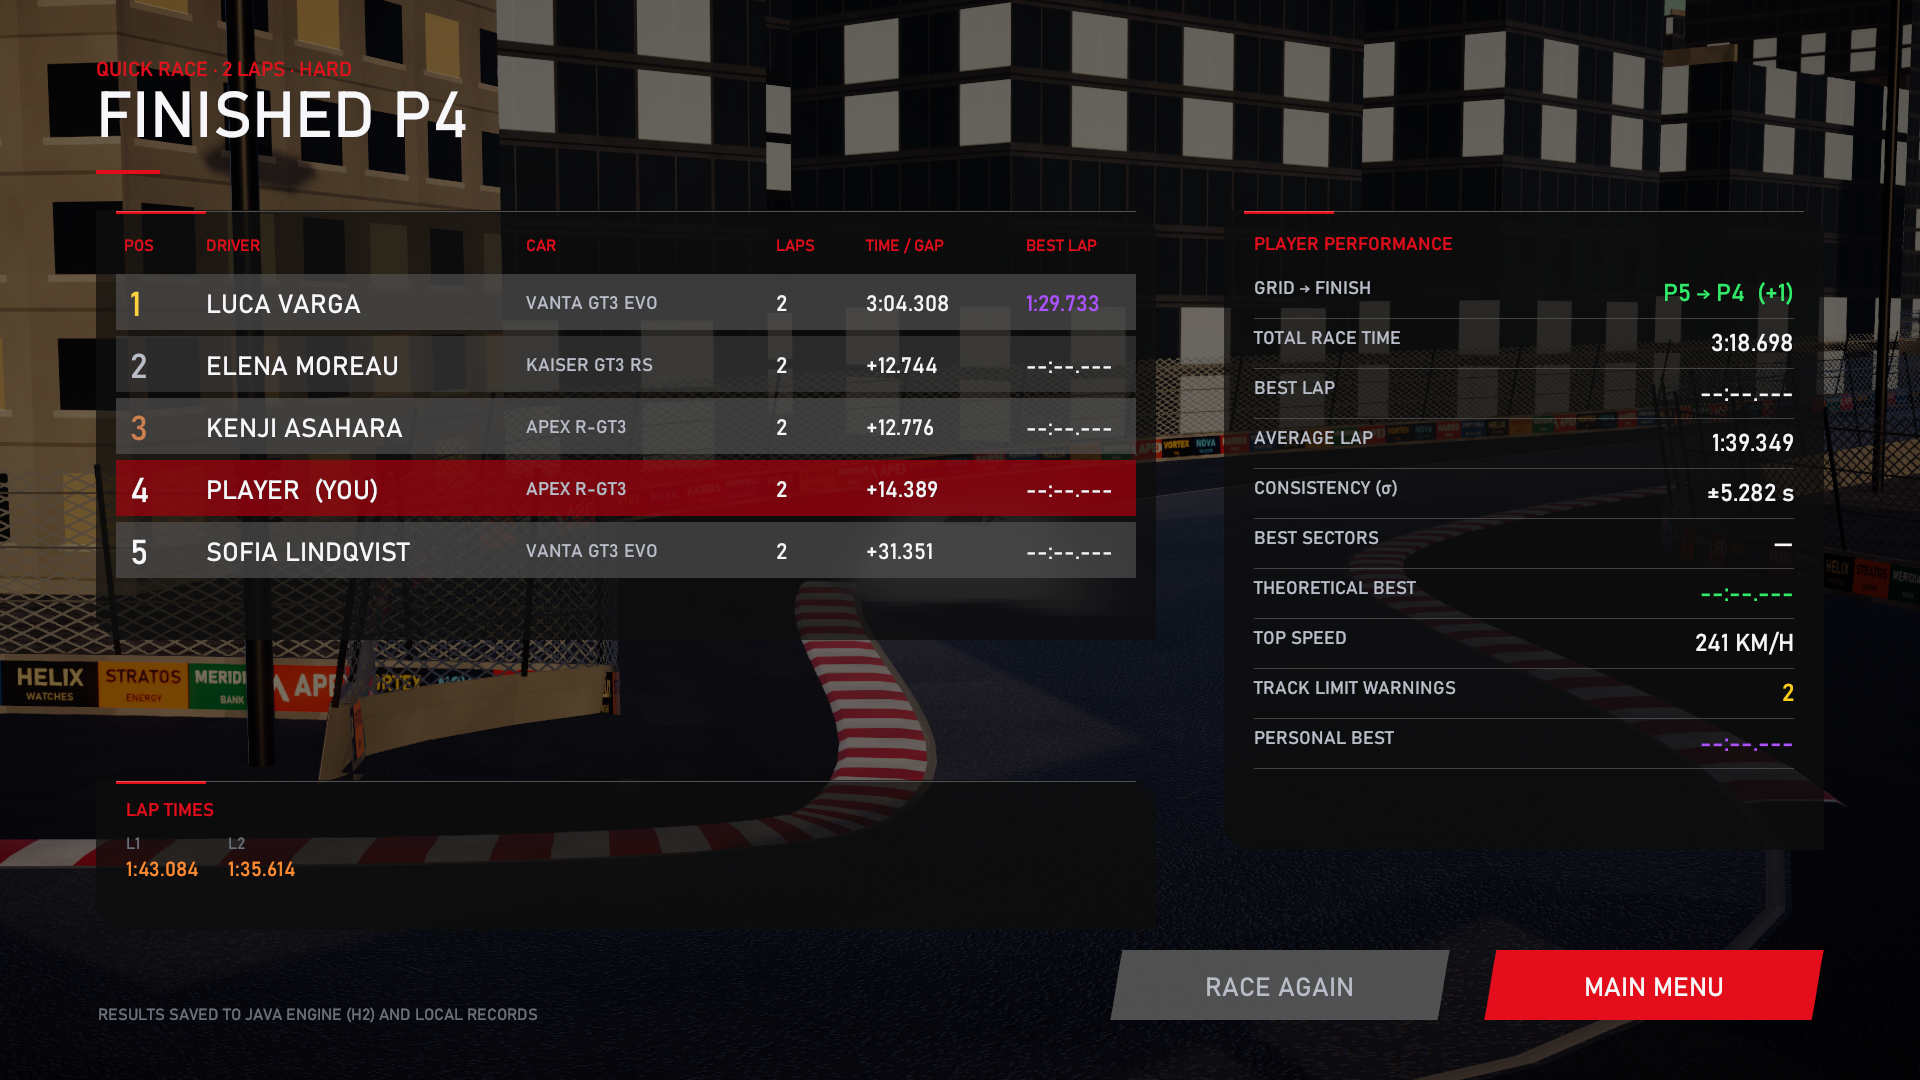 QUICK RACE · 2 LAPS · HARD
FINISHED P4
POS DRIVER CAR LAPS TIME / GAP BEST LAP
1 LUCA VARGA VANTA GT3 EVO 2 3:04.308 1:29.733
2 ELENA MOREAU KAISER GT3 RS 2 +12.744 --:--.---
3 KENJI ASAHARA APEX R-GT3 2 +12.776 --:--.---
4 PLAYER (YOU) APEX R-GT3 2 +14.389 --:--.---
5 SOFIA LINDQVIST VANTA GT3 EVO 2 +31.351 --:--.---
PLAYER PERFORMANCE
GRID → FINISH P5 → P4 (+1)
TOTAL RACE TIME 3:18.698
BEST LAP --:--.---
AVERAGE LAP 1:39.349
CONSISTENCY (σ) ±5.282 s
BEST SECTORS —
THEORETICAL BEST --:--.---
TOP SPEED 241 KM/H
TRACK LIMIT WARNINGS 2
PERSONAL BEST --:--.---
HELIX WATCHES
STRATOS ENERGY
BANK
VORTEX NOVA
HELIX STRATOS
LAP TIMES
L1 L2
1:43.084 1:35.614
RACE AGAIN
MAIN MENU
RESULTS SAVED TO JAVA ENGINE (H2) AND LOCAL RECORDS